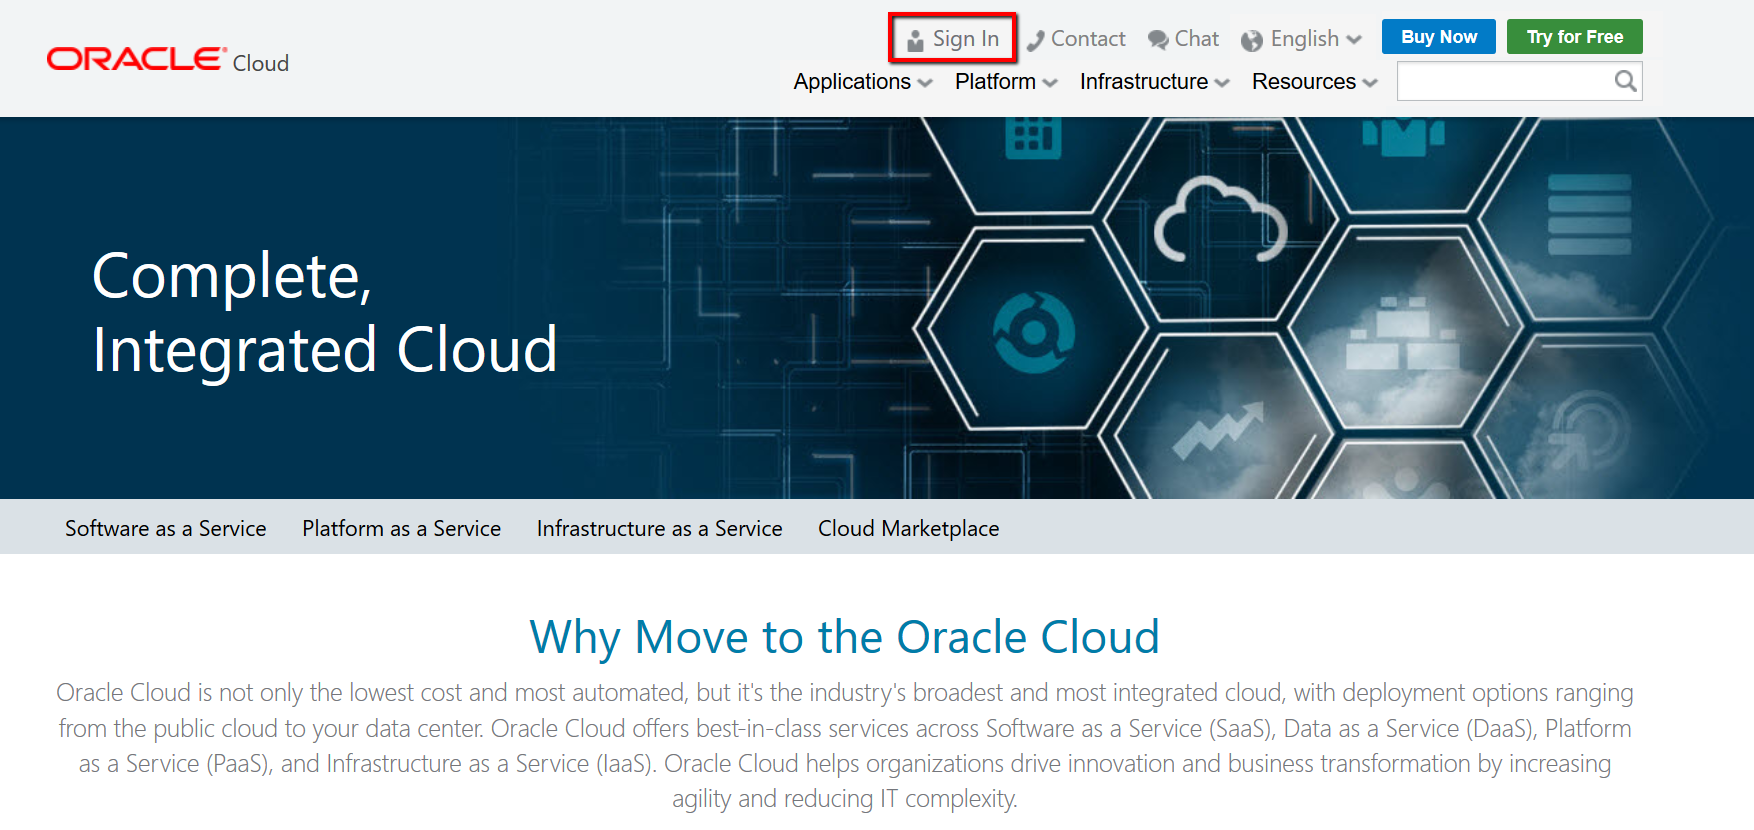 ORACLE® Cloud
Sign In Contact Chat English Buy Now Try for Free
Applications Platform Infrastructure Resources
Complete,
Integrated Cloud
Software as a Service Platform as a Service Infrastructure as a Service Cloud Marketplace
Why Move to the Oracle Cloud
Oracle Cloud is not only the lowest cost and most automated, but it's the industry's broadest and most integrated cloud, with deployment options ranging
from the public cloud to your data center. Oracle Cloud offers best-in-class services across Software as a Service (SaaS), Data as a Service (DaaS), Platform
as a Service (PaaS), and Infrastructure as a Service (IaaS). Oracle Cloud helps organizations drive innovation and business transformation by increasing
agility and reducing IT complexity.